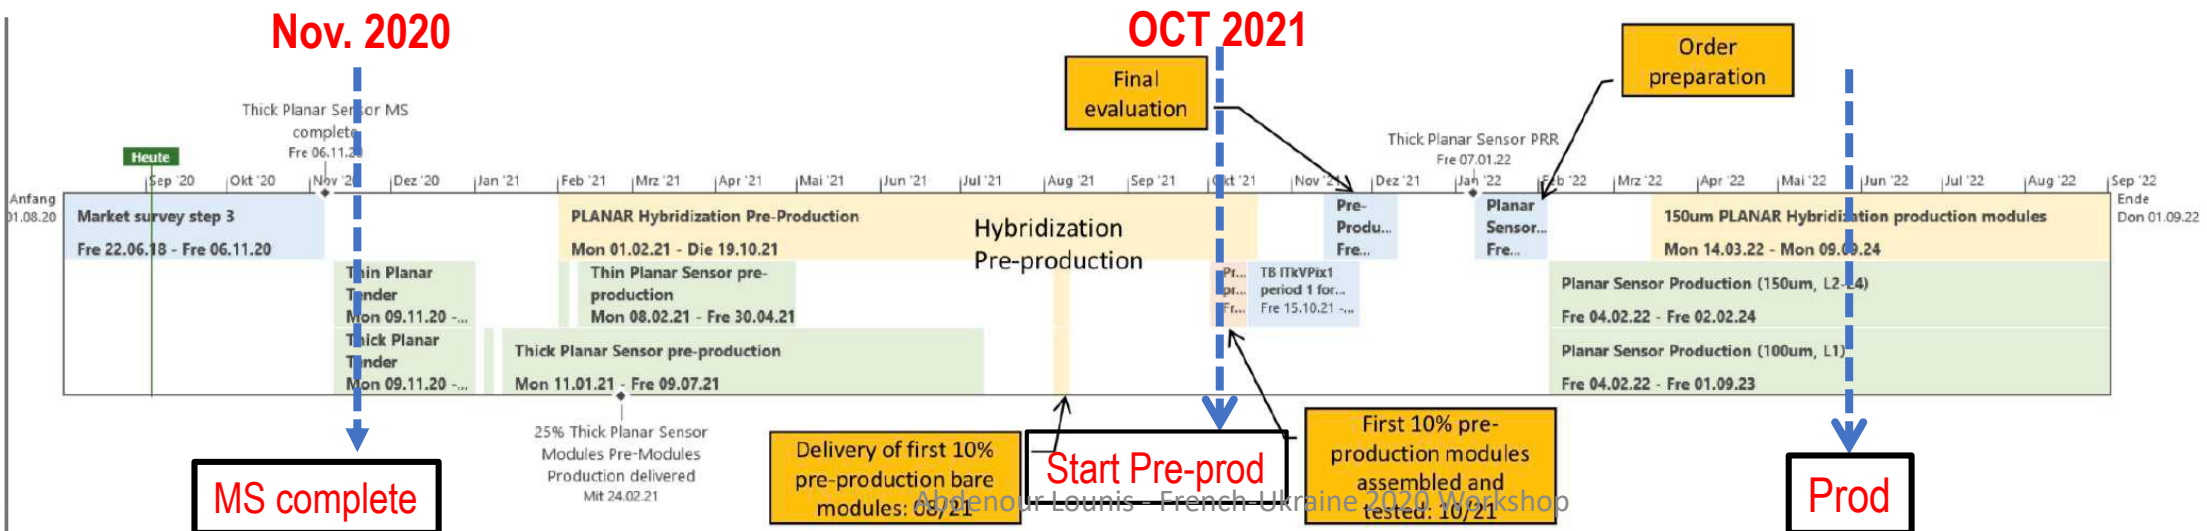 Nov. 2020
OCT 2021
Final
evaluation
Order
preparation
Thick Planar Sensor MS
complete
Fre 06.11.20
Thick Planar Sensor PRR
Fre 07.01.22
Heute
Sep '20
Okt '20
Nov '20
Dez '20
Jan '21
Feb '21
Mrz '21
Apr '21
Mai '21
Jun '21
Jul '21
Aug '21
Sep '21
Okt '21
Nov '21
Dez '21
Jan '22
Feb '22
Mrz '22
Apr '22
Mai '22
Jun '22
Jul '22
Aug '22
Sep '22
Anfang
01.08.20
Ende
Don 01.09.22
Market survey step 3
Fre 22.06.18 - Fre 06.11.20
PLANAR Hybridization Pre-Production
Mon 01.02.21 - Die 19.10.21
Hybridization
Pre-production
Pre-
Produ...
Fre...
Planar
Sensor...
Fre...
150um PLANAR Hybridization production modules
Mon 14.03.22 - Mon 09.09.24
Thin Planar
Tender
Mon 09.11.20 -...
Thin Planar Sensor pre-
production
Mon 08.02.21 - Fre 30.04.21
Pr...
pr...
Fr...
TB ITkVPix1
period 1 for...
Fre 15.10.21 -...
Planar Sensor Production (150um, L2-L4)
Fre 04.02.22 - Fre 02.02.24
Thick Planar
Tender
Mon 09.11.20 -...
Thick Planar Sensor pre-production
Mon 11.01.21 - Fre 09.07.21
Planar Sensor Production (100um, L1)
Fre 04.02.22 - Fre 01.09.23
25% Thick Planar Sensor
Modules Pre-Modules
Production delivered
Mit 24.02.21
MS complete
Delivery of first 10%
pre-production bare
modules: 08/21
Start Pre-prod
First 10% pre-
production modules
assembled and
tested: 10/21
Prod
Abdenour Lounis - French-Ukraine 2020 Workshop